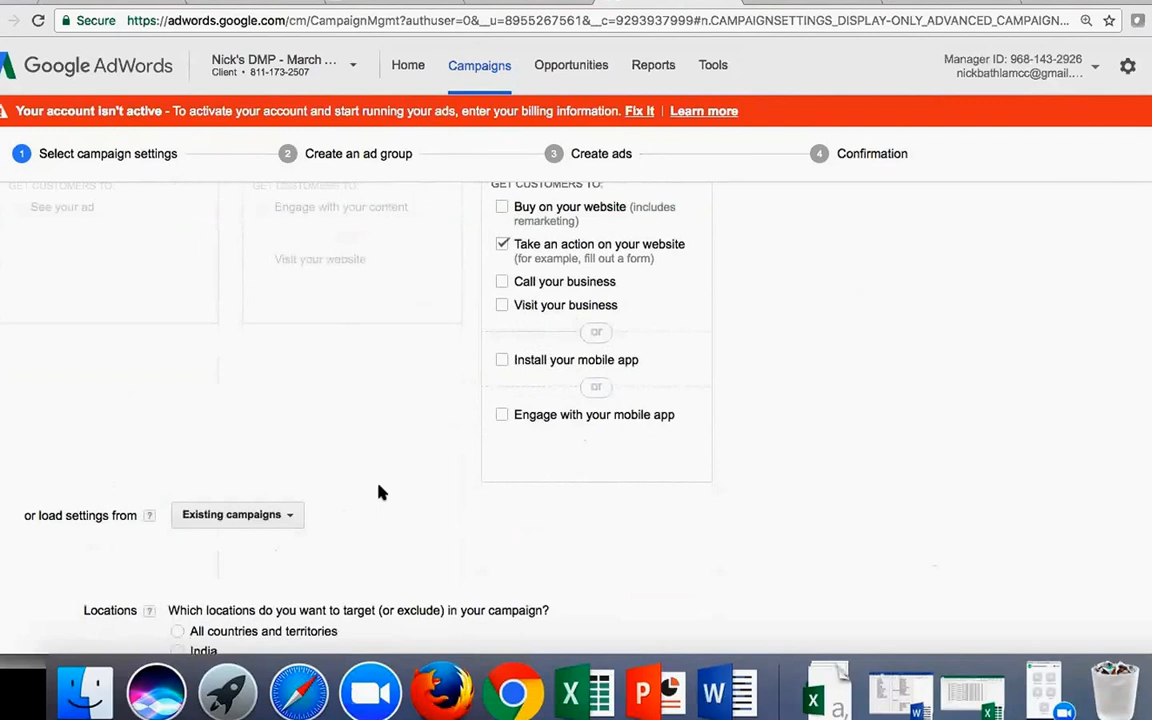 Secure https://adwords.google.com/cm/CampaignMgmt?authuser=0&__u=8955267561&__c=9293937999#n.CAMPAIGNSETTINGS_DISPLAY-ONLY_ADVANCED_CAMPAIGN...
Google AdWords
Nick's DMP - March ...
Client • 811-173-2507
Home Campaigns Opportunities Reports Tools
Manager ID: 968-143-2926
nickbathlamcc@gmail....
Your account isn't active - To activate your account and start running your ads, enter your billing information. Fix It | Learn more
1 Select campaign settings 2 Create an ad group 3 Create ads 4 Confirmation
GET CUSTOMERS TO: GET CUSTOMERS TO: GET CUSTOMERS TO:
See your ad
Engage with your content
Visit your website
Buy on your website (includes
remarketing)
Take an action on your website
(for example, fill out a form)
Call your business
Visit your business
or
Install your mobile app
or
Engage with your mobile app
or load settings from ? Existing campaigns
Locations ? Which locations do you want to target (or exclude) in your campaign?
All countries and territories
India
X P W X a, W X